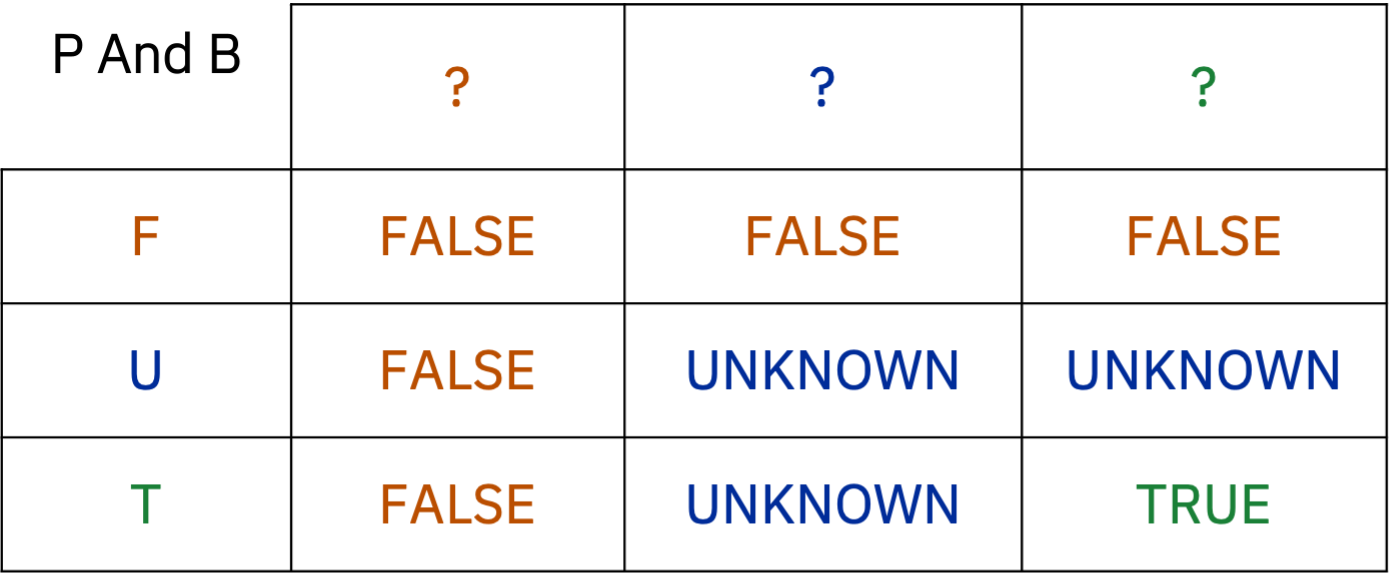 P And B ? ? ?
F FALSE FALSE FALSE
U FALSE UNKNOWN UNKNOWN
T FALSE UNKNOWN TRUE